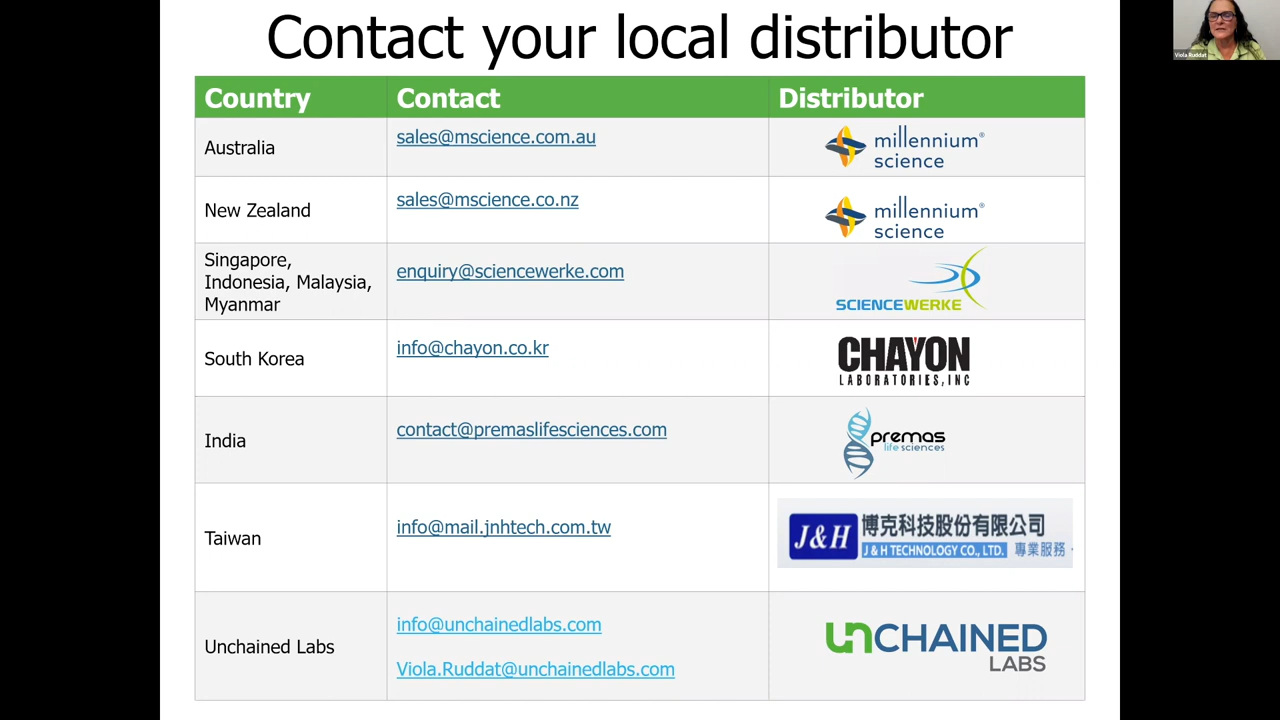 Contact your local distributor
Viola Ruddat
Country Contact Distributor
Australia sales@mscience.com.au millennium® science
New Zealand sales@mscience.co.nz millennium® science
Singapore,
Indonesia, Malaysia,
Myanmar
enquiry@sciencewerke.com
SCIENCEWERKE
South Korea
info@chayon.co.kr
CHAYON
LABORATORIES, INC
India
contact@premaslifesciences.com
premas
life sciences
Taiwan
info@mail.jnhtech.com.tw
J&H
博克科技股份有限公司
J & H TECHNOLOGY CO., LTD. 專業服務
Unchained Labs
info@unchainedlabs.com
Viola.Ruddat@unchainedlabs.com
UNCHAINED
LABS